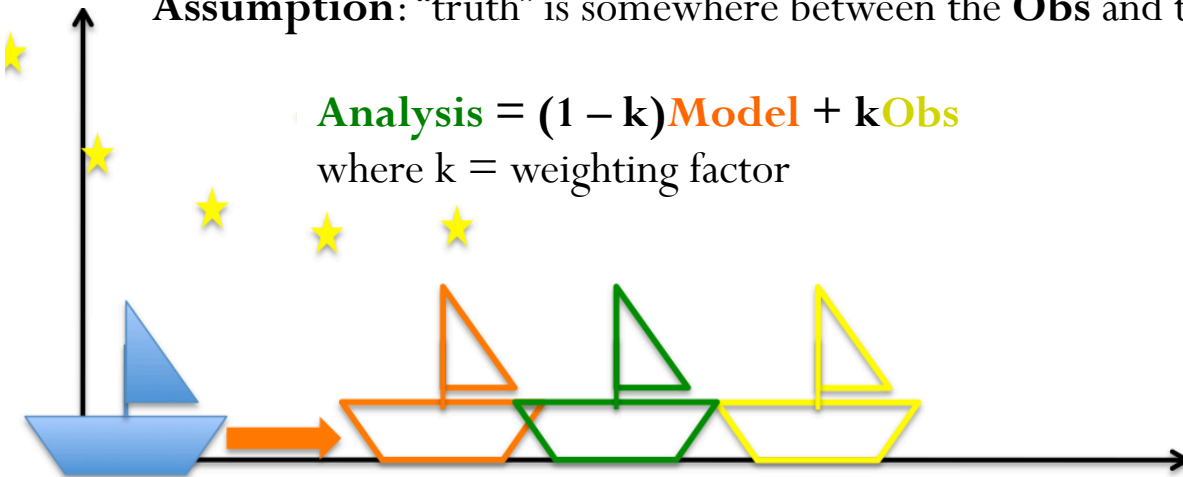 Assumption: “truth” is somewhere between the Obs and
Analysis = (1 – k)Model + kObs
where k = weighting factor